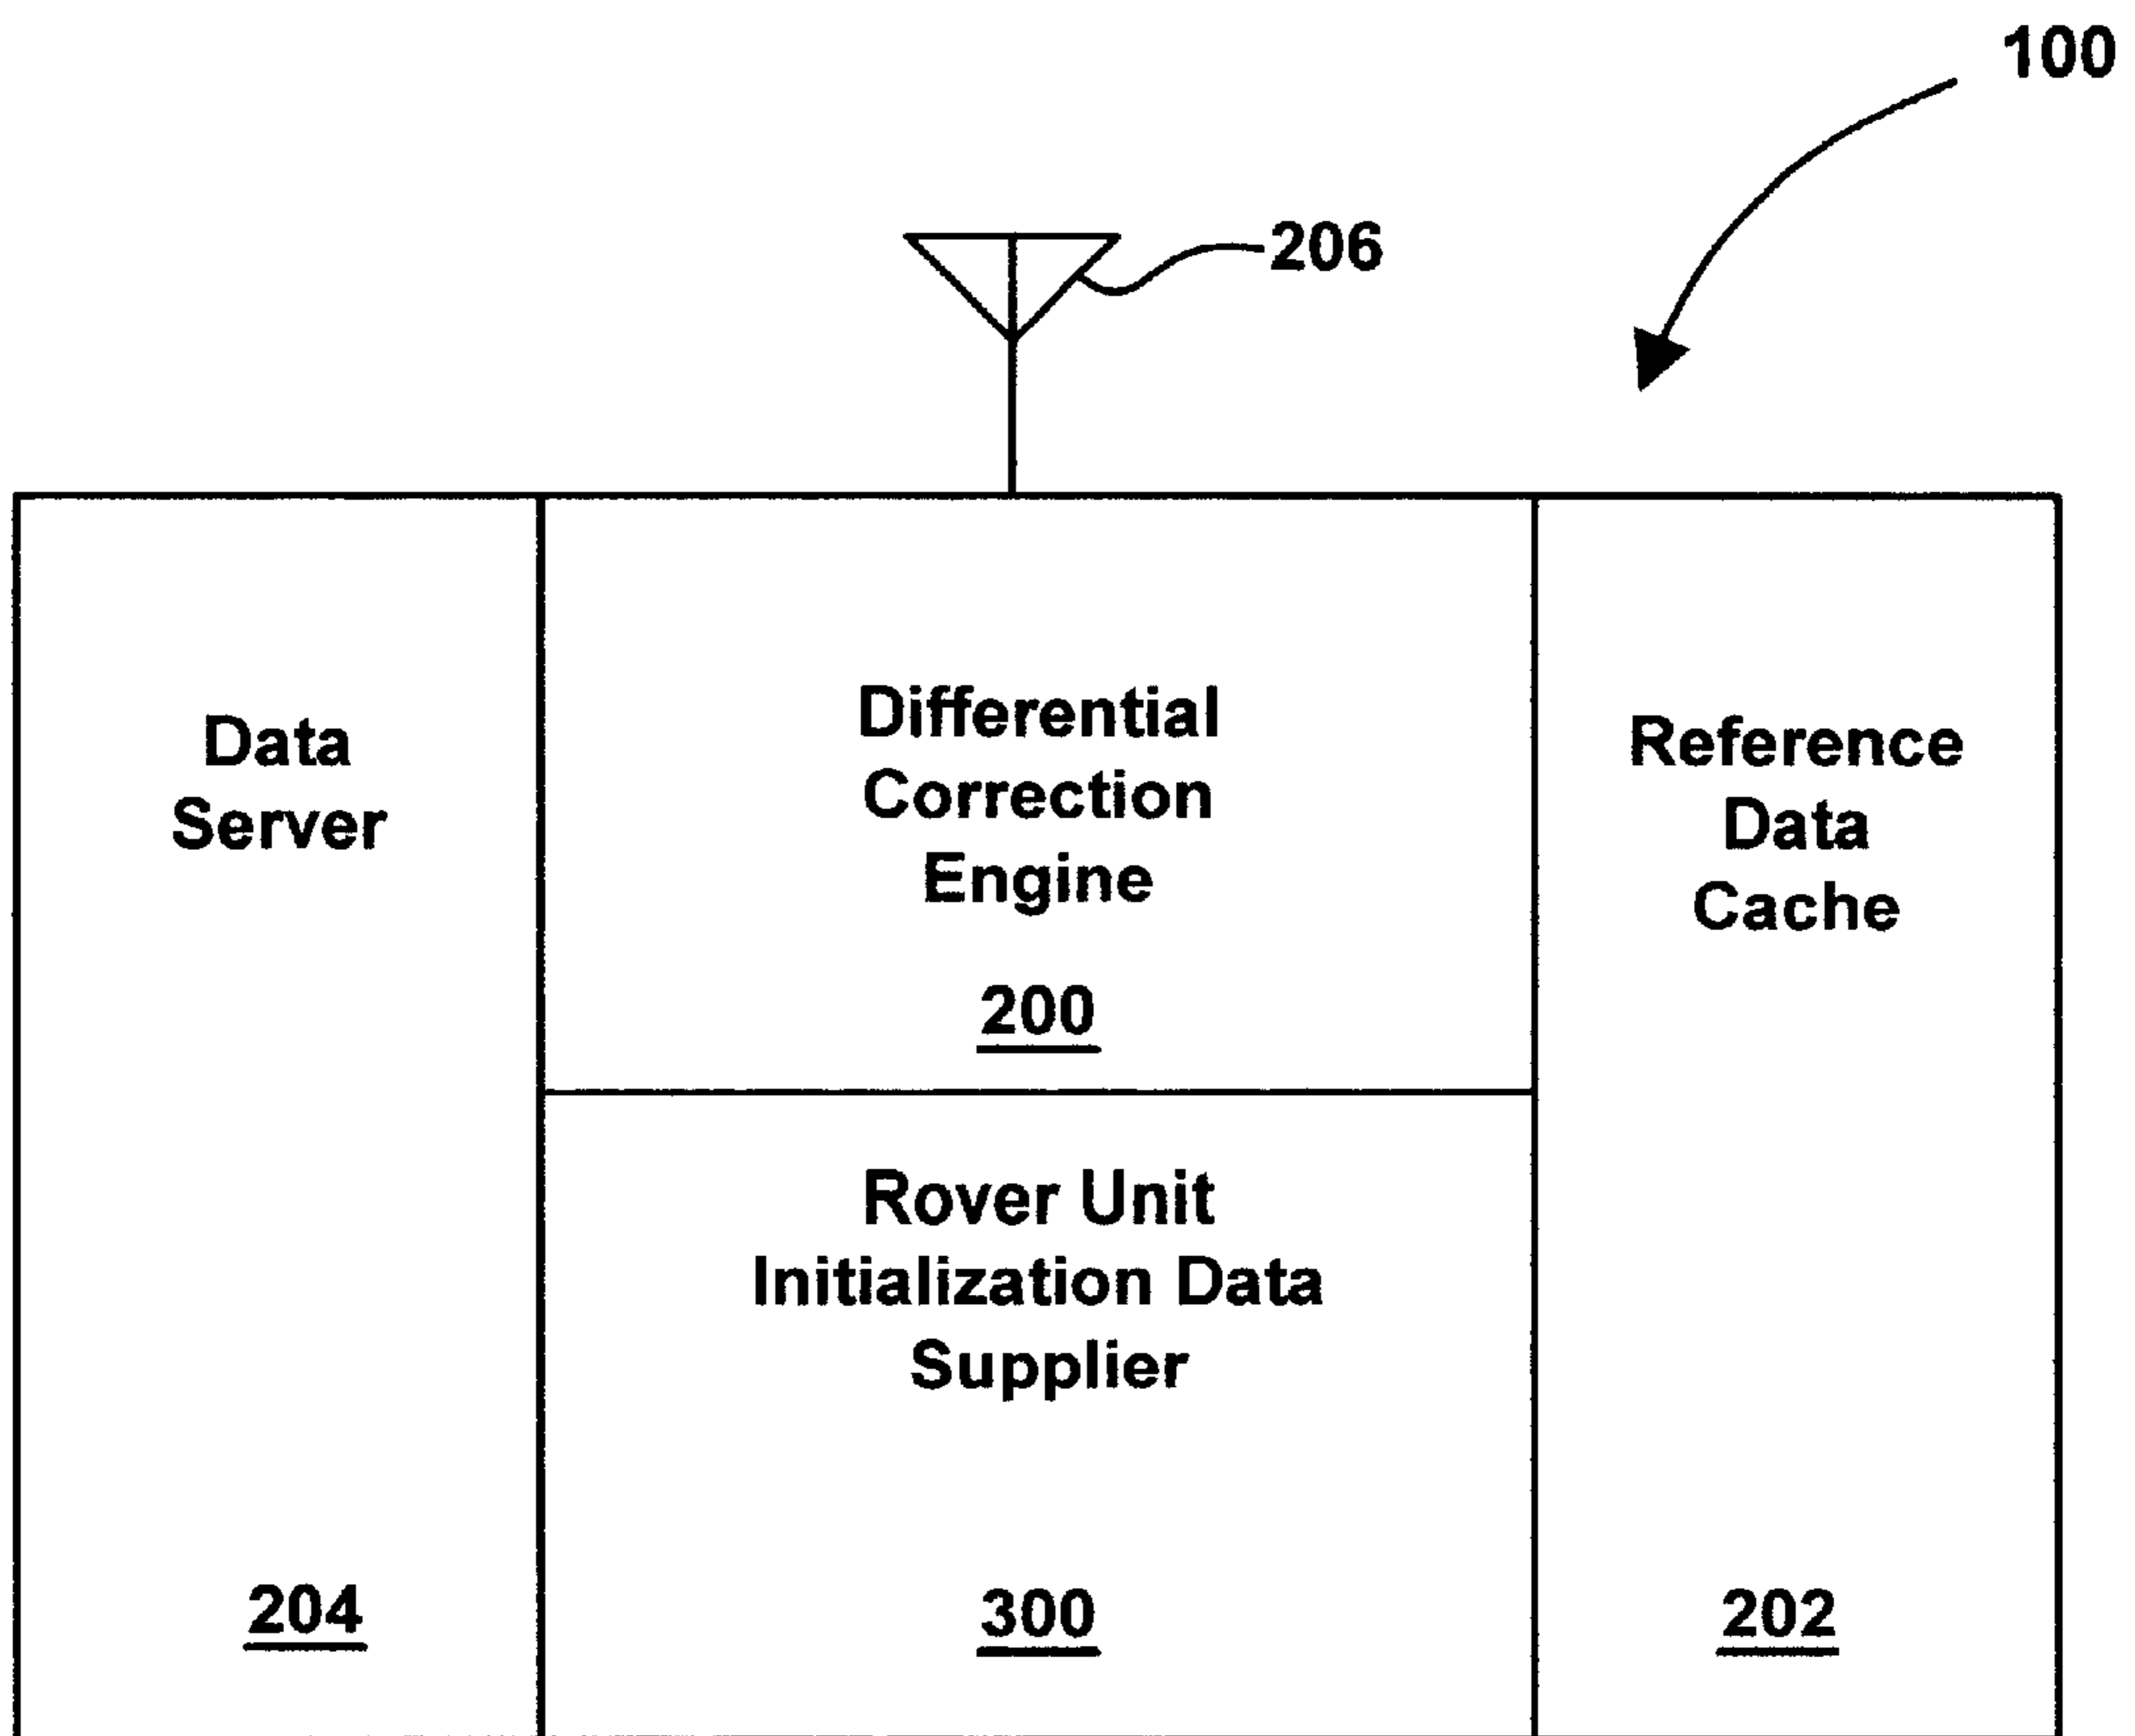 100
206
Data
Server
204
Differential
Correction
Engine
200
Rover Unit
Initialization Data
Supplier
300
Reference
Data
Cache
202